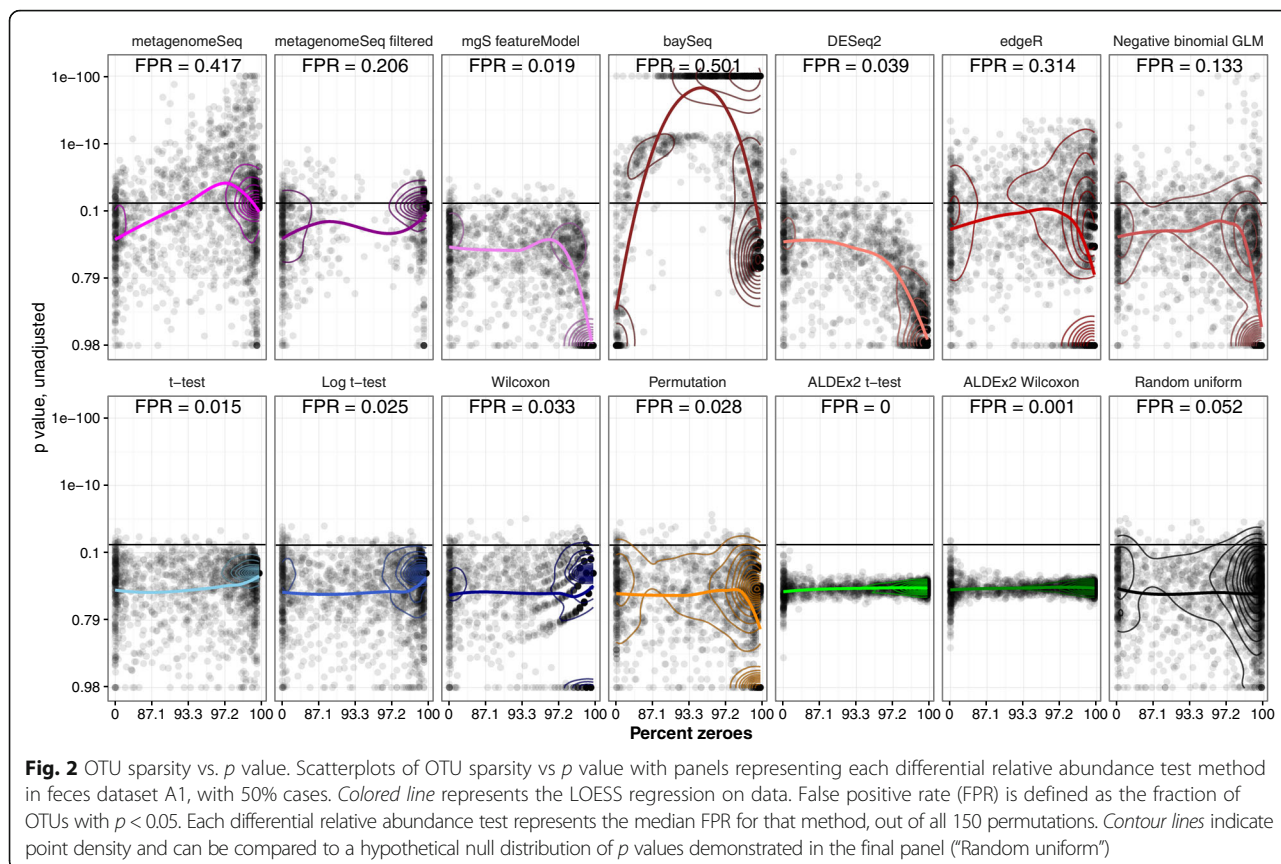 metagenomeSeq metagenomeSeq filtered mgS featureModel baySeq DESeq2 edgeR Negative binomial GLM
FPR = 0.417 FPR = 0.206 FPR = 0.019 FPR = 0.501 FPR = 0.039 FPR = 0.314 FPR = 0.133
1e−100
1e−10
0.1
0.79
0.98
p value, unadjusted
t−test Log t−test Wilcoxon Permutation ALDEx2 t−test ALDEx2 Wilcoxon Random uniform
FPR = 0.015 FPR = 0.025 FPR = 0.033 FPR = 0.028 FPR = 0 FPR = 0.001 FPR = 0.052
1e−100
1e−10
0.1
0.79
0.98
0 87.1 93.3 97.2 100 0 87.1 93.3 97.2 100 0 87.1 93.3 97.2 100 0 87.1 93.3 97.2 100 0 87.1 93.3 97.2 100 0 87.1 93.3 97.2 100 0 87.1 93.3 97.2 100
Percent zeroes
Fig. 2 OTU sparsity vs. p value. Scatterplots of OTU sparsity vs p value with panels representing each differential relative abundance test method
in feces dataset A1, with 50% cases. Colored line represents the LOESS regression on data. False positive rate (FPR) is defined as the fraction of
OTUs with p < 0.05. Each differential relative abundance test represents the median FPR for that method, out of all 150 permutations. Contour lines indicate
point density and can be compared to a hypothetical null distribution of p values demonstrated in the final panel (“Random uniform”)